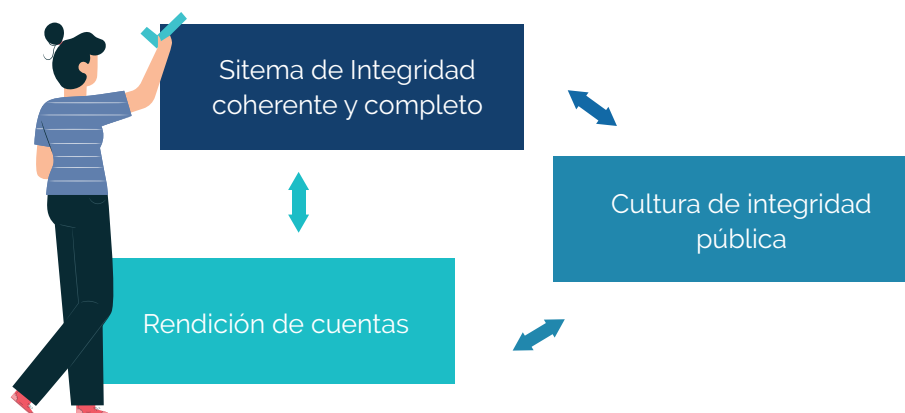 Sitema de Integridad
coherente y completo
Cultura de integridad
pública
Rendición de cuentas